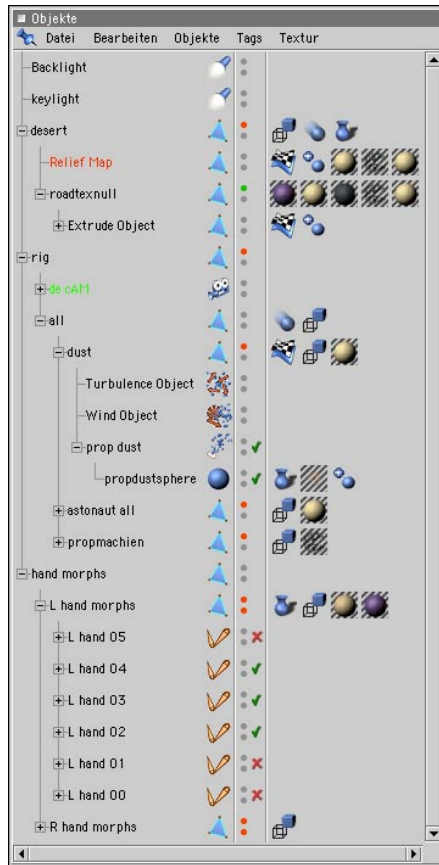 Objekte
Datei Bearbeiten Objekte Tags Textur
Backlight
keylight
desert
Relief Map
roadtexnull
Extrude Object
rig
de cAM
all
dust
Turbulence Object
Wind Object
prop dust
propdustsphere
astonaut all
propmachien
hand morphs
L hand morphs
L hand 05
L hand 04
L hand 03
L hand 02
L hand 01
L hand 00
R hand morphs